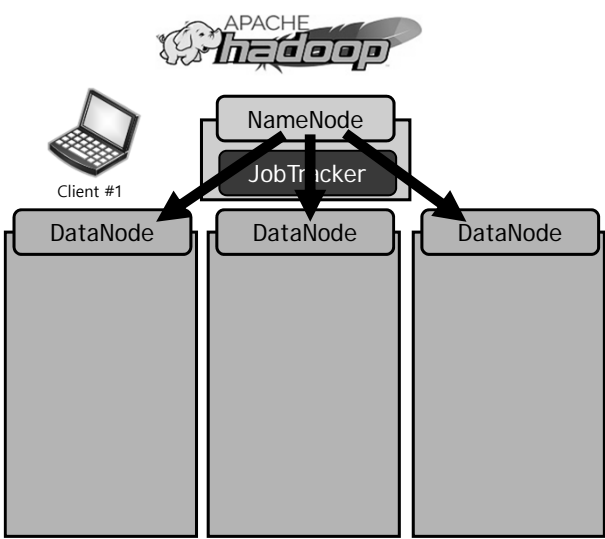 APACHE
hadoop
NameNode
JobTracker
Client #1
DataNode
DataNode
DataNode